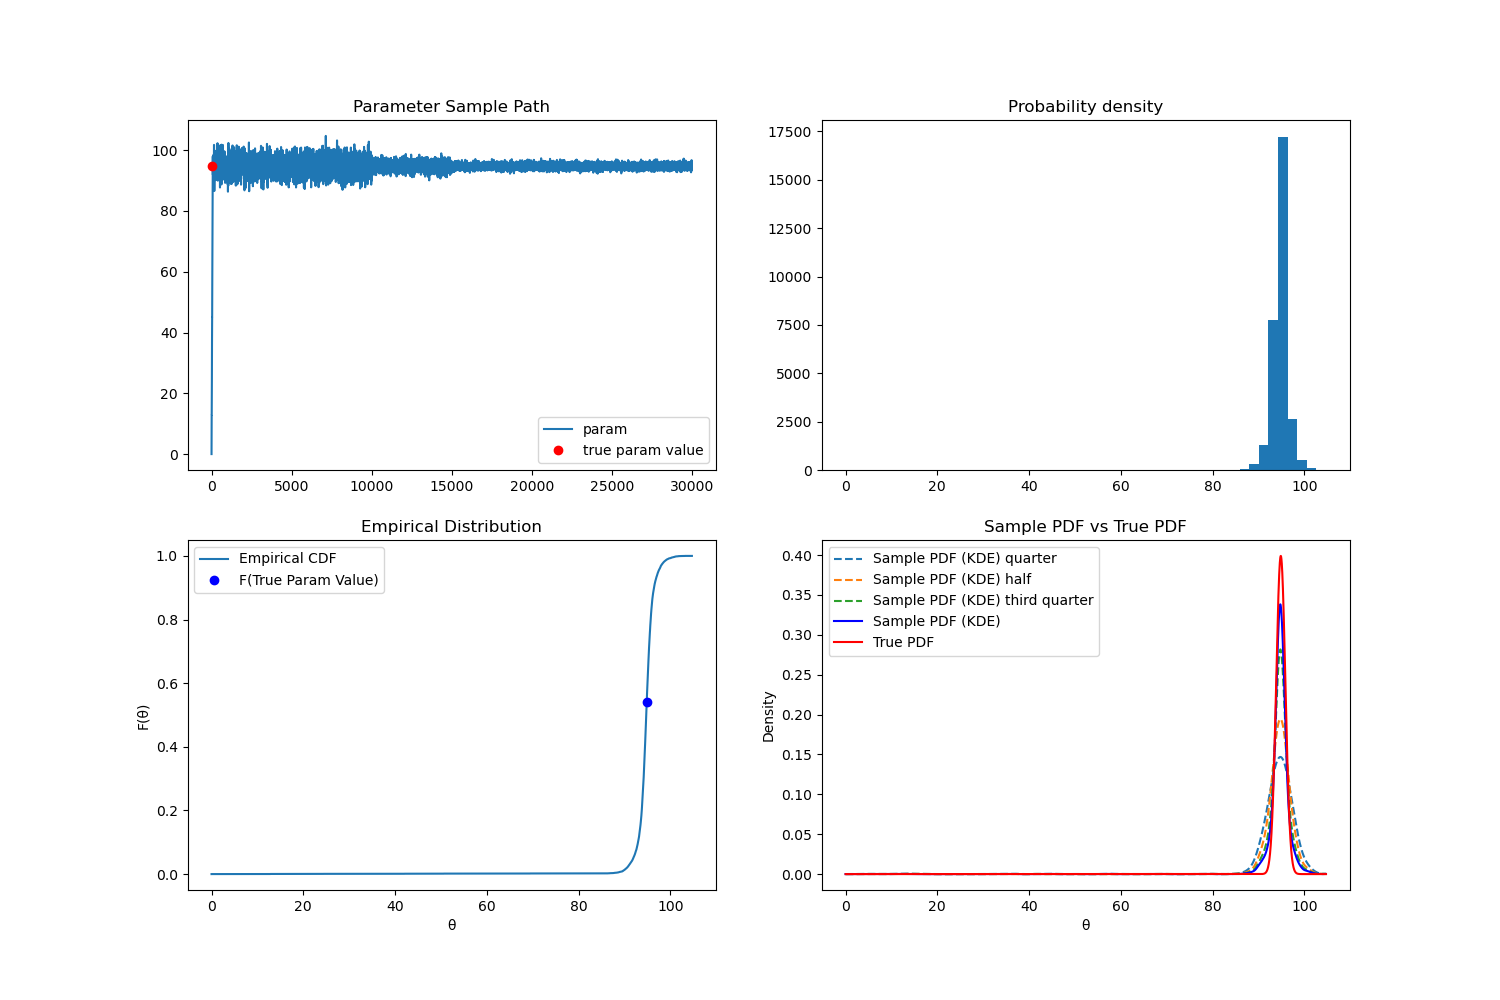 Parameter Sample Path
100
80
60
40
20
0
0 5000 10000 15000 20000 25000 30000
param
true param value
Probability density
17500
15000
12500
10000
7500
5000
2500
0
0 20 40 60 80 100
Empirical Distribution
F(θ)
1.0
0.8
0.6
0.4
0.2
0.0
0 20 40 60 80 100
θ
Empirical CDF
F(True Param Value)
Sample PDF vs True PDF
Density
0.40
0.35
0.30
0.25
0.20
0.15
0.10
0.05
0.00
0 20 40 60 80 100
θ
Sample PDF (KDE) quarter
Sample PDF (KDE) half
Sample PDF (KDE) third quarter
Sample PDF (KDE)
True PDF